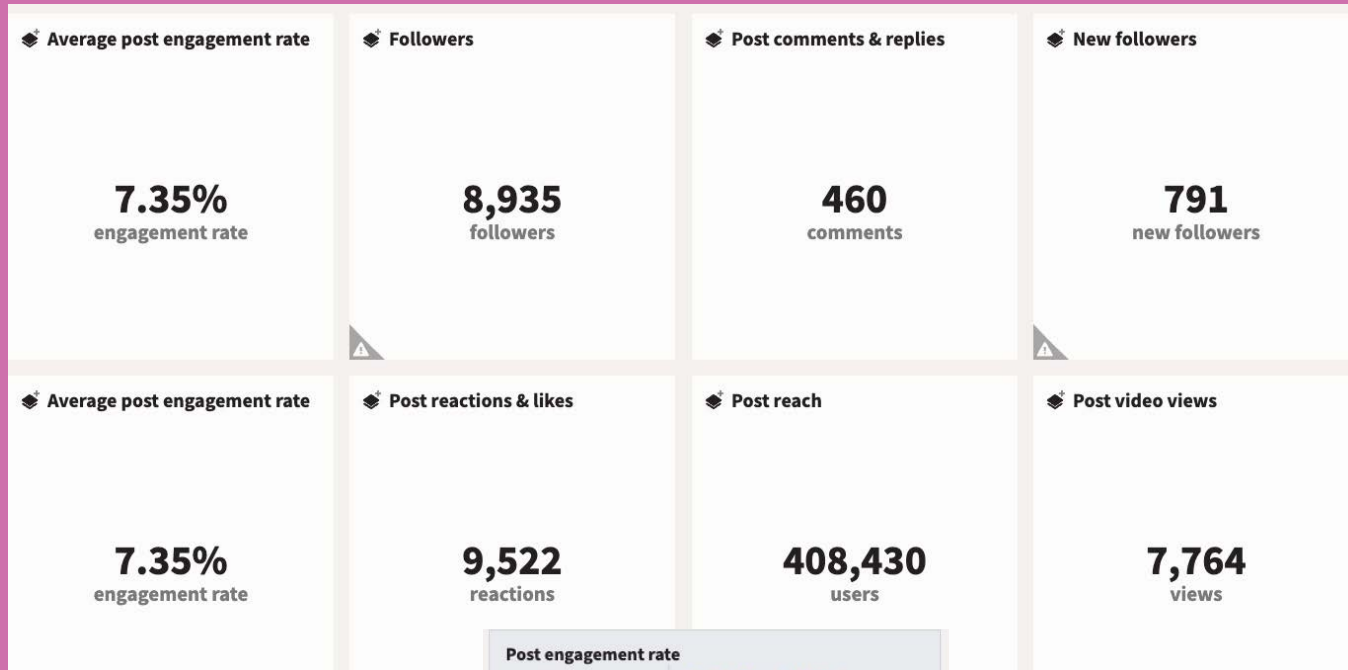 Average post engagement rate
Followers
Post comments & replies
New followers
7.35%
engagement rate
8,935
followers
460
comments
791
new followers
Average post engagement rate
Post reactions & likes
Post reach
Post video views
7.35%
engagement rate
9,522
reactions
408,430
users
7,764
views
Post engagement rate